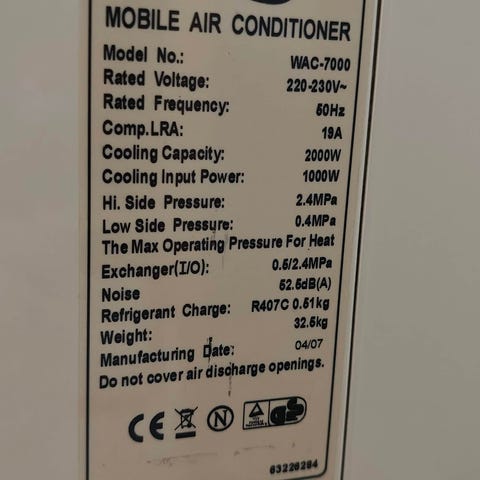 MOBILE AIR CONDITIONER
Model No.: WAC-7000
Rated Voltage: 220-230V~
Rated Frequency: 50Hz
Comp.LRA: 19A
Cooling Capacity: 2000W
Cooling Input Power: 1000W
Hi. Side Pressure: 2.4MPa
Low Side Pressure: 0.4MPa
The Max Operating Pressure For Heat
Exchanger(I/O): 0.5/2.4MPa
Noise 52.5dB(A)
Refrigerant Charge: R407C 0.51kg
Weight: 32.5kg
Manufacturing Date: 04/07
Do not cover air discharge openings.
CE N GS
63226284